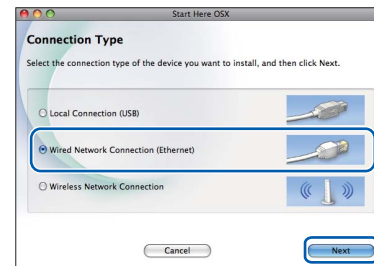 Start Here OSX
Connection Type
Select the connection type of the device you want to install, and then click Next.
Local Connection (USB)
Wired Network Connection (Ethernet)
Wireless Network Connection
Cancel
Next